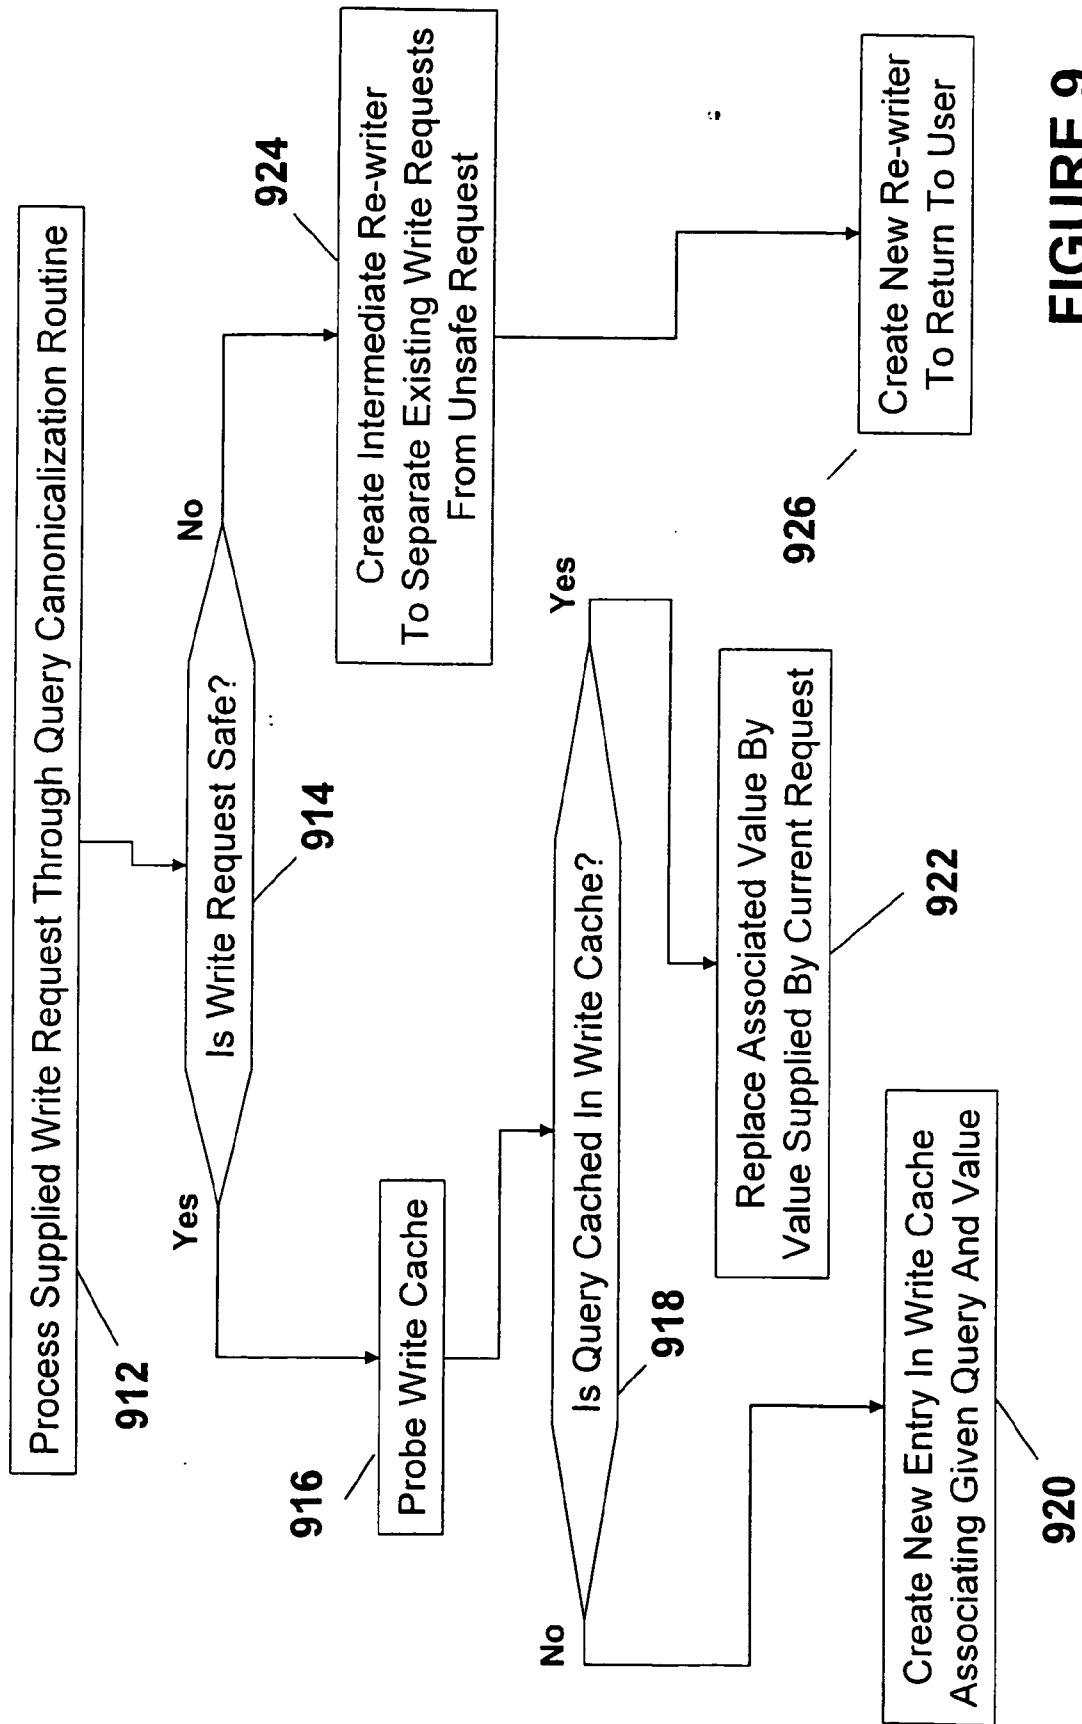 Process Supplied Write Request Through Query Canonicalization Routine
912
Is Write Request Safe?
914
Yes
No
Probe Write Cache
916
Create Intermediate Re-writer
To Separate Existing Write Requests
From Unsafe Request
924
Is Query Cached In Write Cache?
918
No
Yes
Create New Entry In Write Cache
Associating Given Query And Value
920
Replace Associated Value By
Value Supplied By Current Request
922
Create New Re-writer
To Return To User
926
FIGURE 9